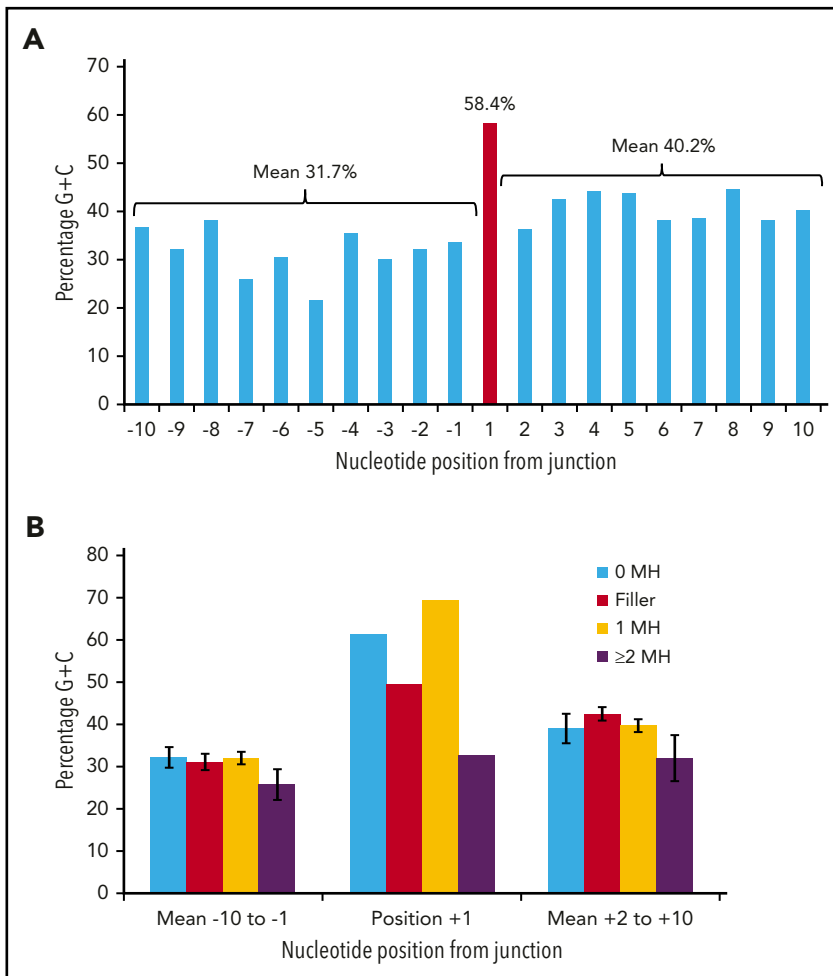 A
Percentage G+C
70
60
50
40
30
20
10
0
58.4%
Mean 31.7%
Mean 40.2%
-10 -9 -8 -7 -6 -5 -4 -3 -2 -1 1 2 3 4 5 6 7 8 9 10
Nucleotide position from junction
B
Percentage G+C
80
70
60
50
40
30
20
10
0
0 MH
Filler
1 MH
≥2 MH
Mean -10 to -1 Position +1 Mean +2 to +10
Nucleotide position from junction